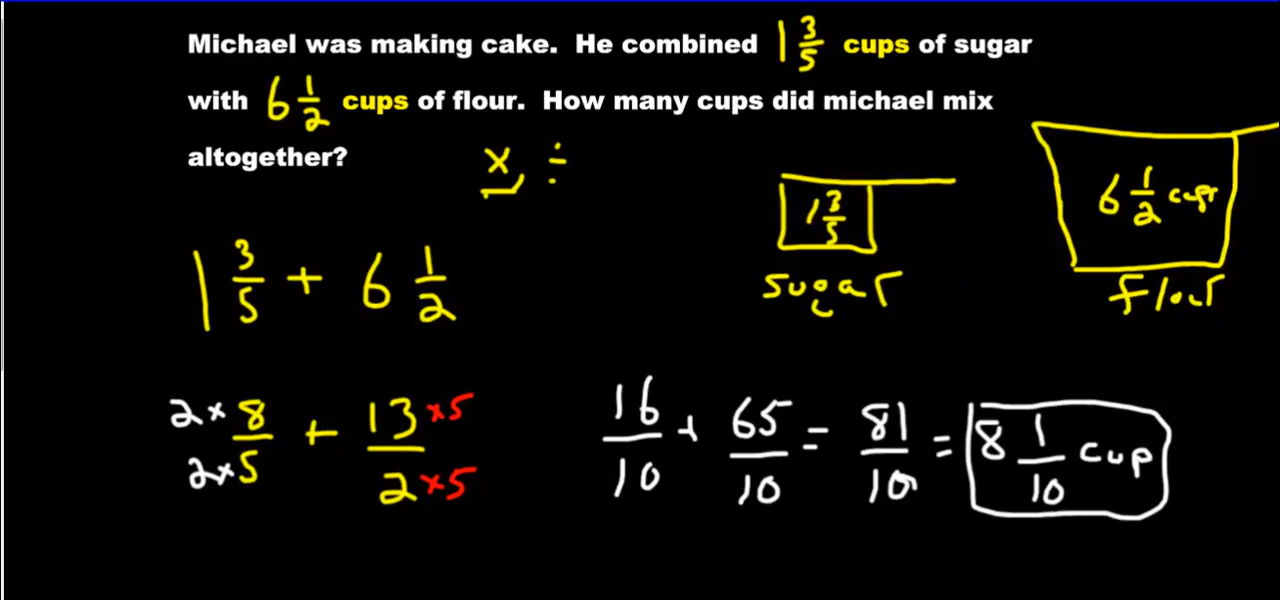 Michael was making cake. He combined 1 3/5 cups of sugar
with 6 1/2 cups of flour. How many cups did michael mix
altogether?
x, ÷
1 3/5
sugar
6 1/2 cups
flour
1 3/5 + 6 1/2
2 x 8 / 2 x 5 + 13 x 5 / 2 x 5
16/10 + 65/10 = 81/10 = 8 1/10 cup